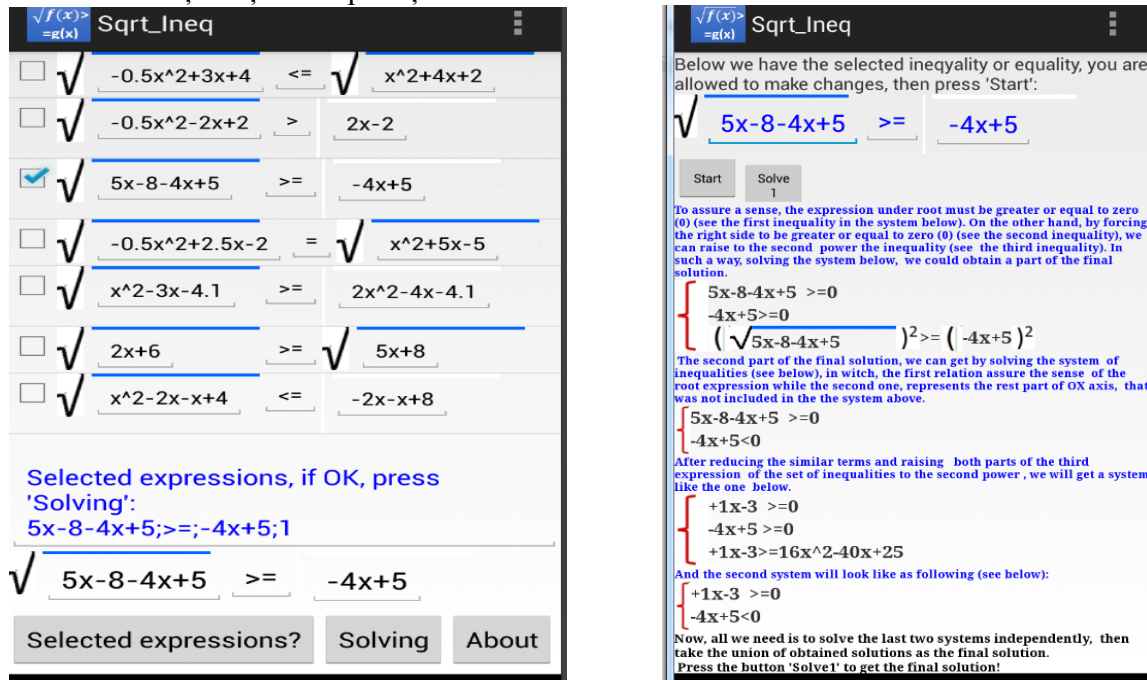 √f(x)>
=g(x)
Sqrt_Ineq
√ -0.5x^2+3x+4 <= √ x^2+4x+2
√ -0.5x^2-2x+2 > 2x-2
√ 5x-8-4x+5 >= -4x+5
√ -0.5x^2+2.5x-2 = √ x^2+5x-5
√ x^2-3x-4.1 >= 2x^2-4x-4.1
√ 2x+6 >= √ 5x+8
√ x^2-2x-x+4 <= -2x-x+8
Selected expressions, if OK, press
'Solving':
5x-8-4x+5;>=;-4x+5;1
√ 5x-8-4x+5 >= -4x+5
Selected expressions? Solving About
√f(x)>
=g(x)
Sqrt_Ineq
Below we have the selected ineqyality or equality, you are
allowed to make changes, then press 'Start':
√ 5x-8-4x+5 >= -4x+5
Start Solve
1
To assure a sense, the expression under root must be greater or equal to zero
(0) (see the first inequality in the system below). On the other hand, by forcing
the right side to be greater or equal to zero (0) (see the second inequality), we
can raise to the second power the inequality (see the third inequality). In
such a way, solving the system below, we could obtain a part of the final
solution.
5x-8-4x+5 >=0
-4x+5>=0
( √5x-8-4x+5 )²>= ( -4x+5 )²
The second part of the final solution, we can get by solving the system of
inequalities (see below), in witch, the first relation assure the sense of the
root expression while the second one, represents the rest part of OX axis, that
was not included in the the system above.
5x-8-4x+5 >=0
-4x+5<0
After reducing the similar terms and raising both parts of the third
expression of the set of inequalities to the second power , we will get a system
like the one below.
+1x-3 >=0
-4x+5 >=0
+1x-3>=16x^2-40x+25
And the second system will look like as following (see below):
+1x-3 >=0
-4x+5<0
Now, all we need is to solve the last two systems independently, then
take the union of obtained solutions as the final solution.
Press the button 'Solve1' to get the final solution!